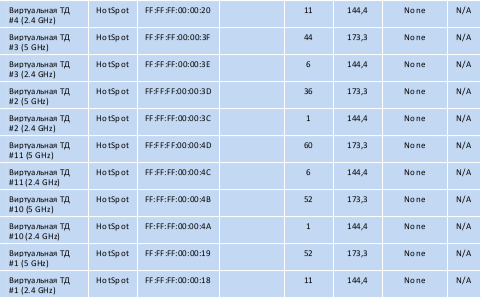 Виртуальная ТД HotSpot FF:FF:FF:00:00:20 11 144,4 None N/A
#4 (2.4 GHz)
Виртуальная ТД HotSpot FF:FF:FF:00:00:3F 44 173,3 None N/A
#3 (5 GHz)
Виртуальная ТД HotSpot FF:FF:FF:00:00:3E 6 144,4 None N/A
#3 (2.4 GHz)
Виртуальная ТД HotSpot FF:FF:FF:00:00:3D 36 173,3 None N/A
#2 (5 GHz)
Виртуальная ТД HotSpot FF:FF:FF:00:00:3C 1 144,4 None N/A
#2 (2.4 GHz)
Виртуальная ТД HotSpot FF:FF:FF:00:00:4D 60 173,3 None N/A
#11 (5 GHz)
Виртуальная ТД HotSpot FF:FF:FF:00:00:4C 6 144,4 None N/A
#11 (2.4 GHz)
Виртуальная ТД HotSpot FF:FF:FF:00:00:4B 52 173,3 None N/A
#10 (5 GHz)
Виртуальная ТД HotSpot FF:FF:FF:00:00:4A 1 144,4 None N/A
#10 (2.4 GHz)
Виртуальная ТД HotSpot FF:FF:FF:00:00:19 52 173,3 None N/A
#1 (5 GHz)
Виртуальная ТД HotSpot FF:FF:FF:00:00:18 11 144,4 None N/A
#1 (2.4 GHz)